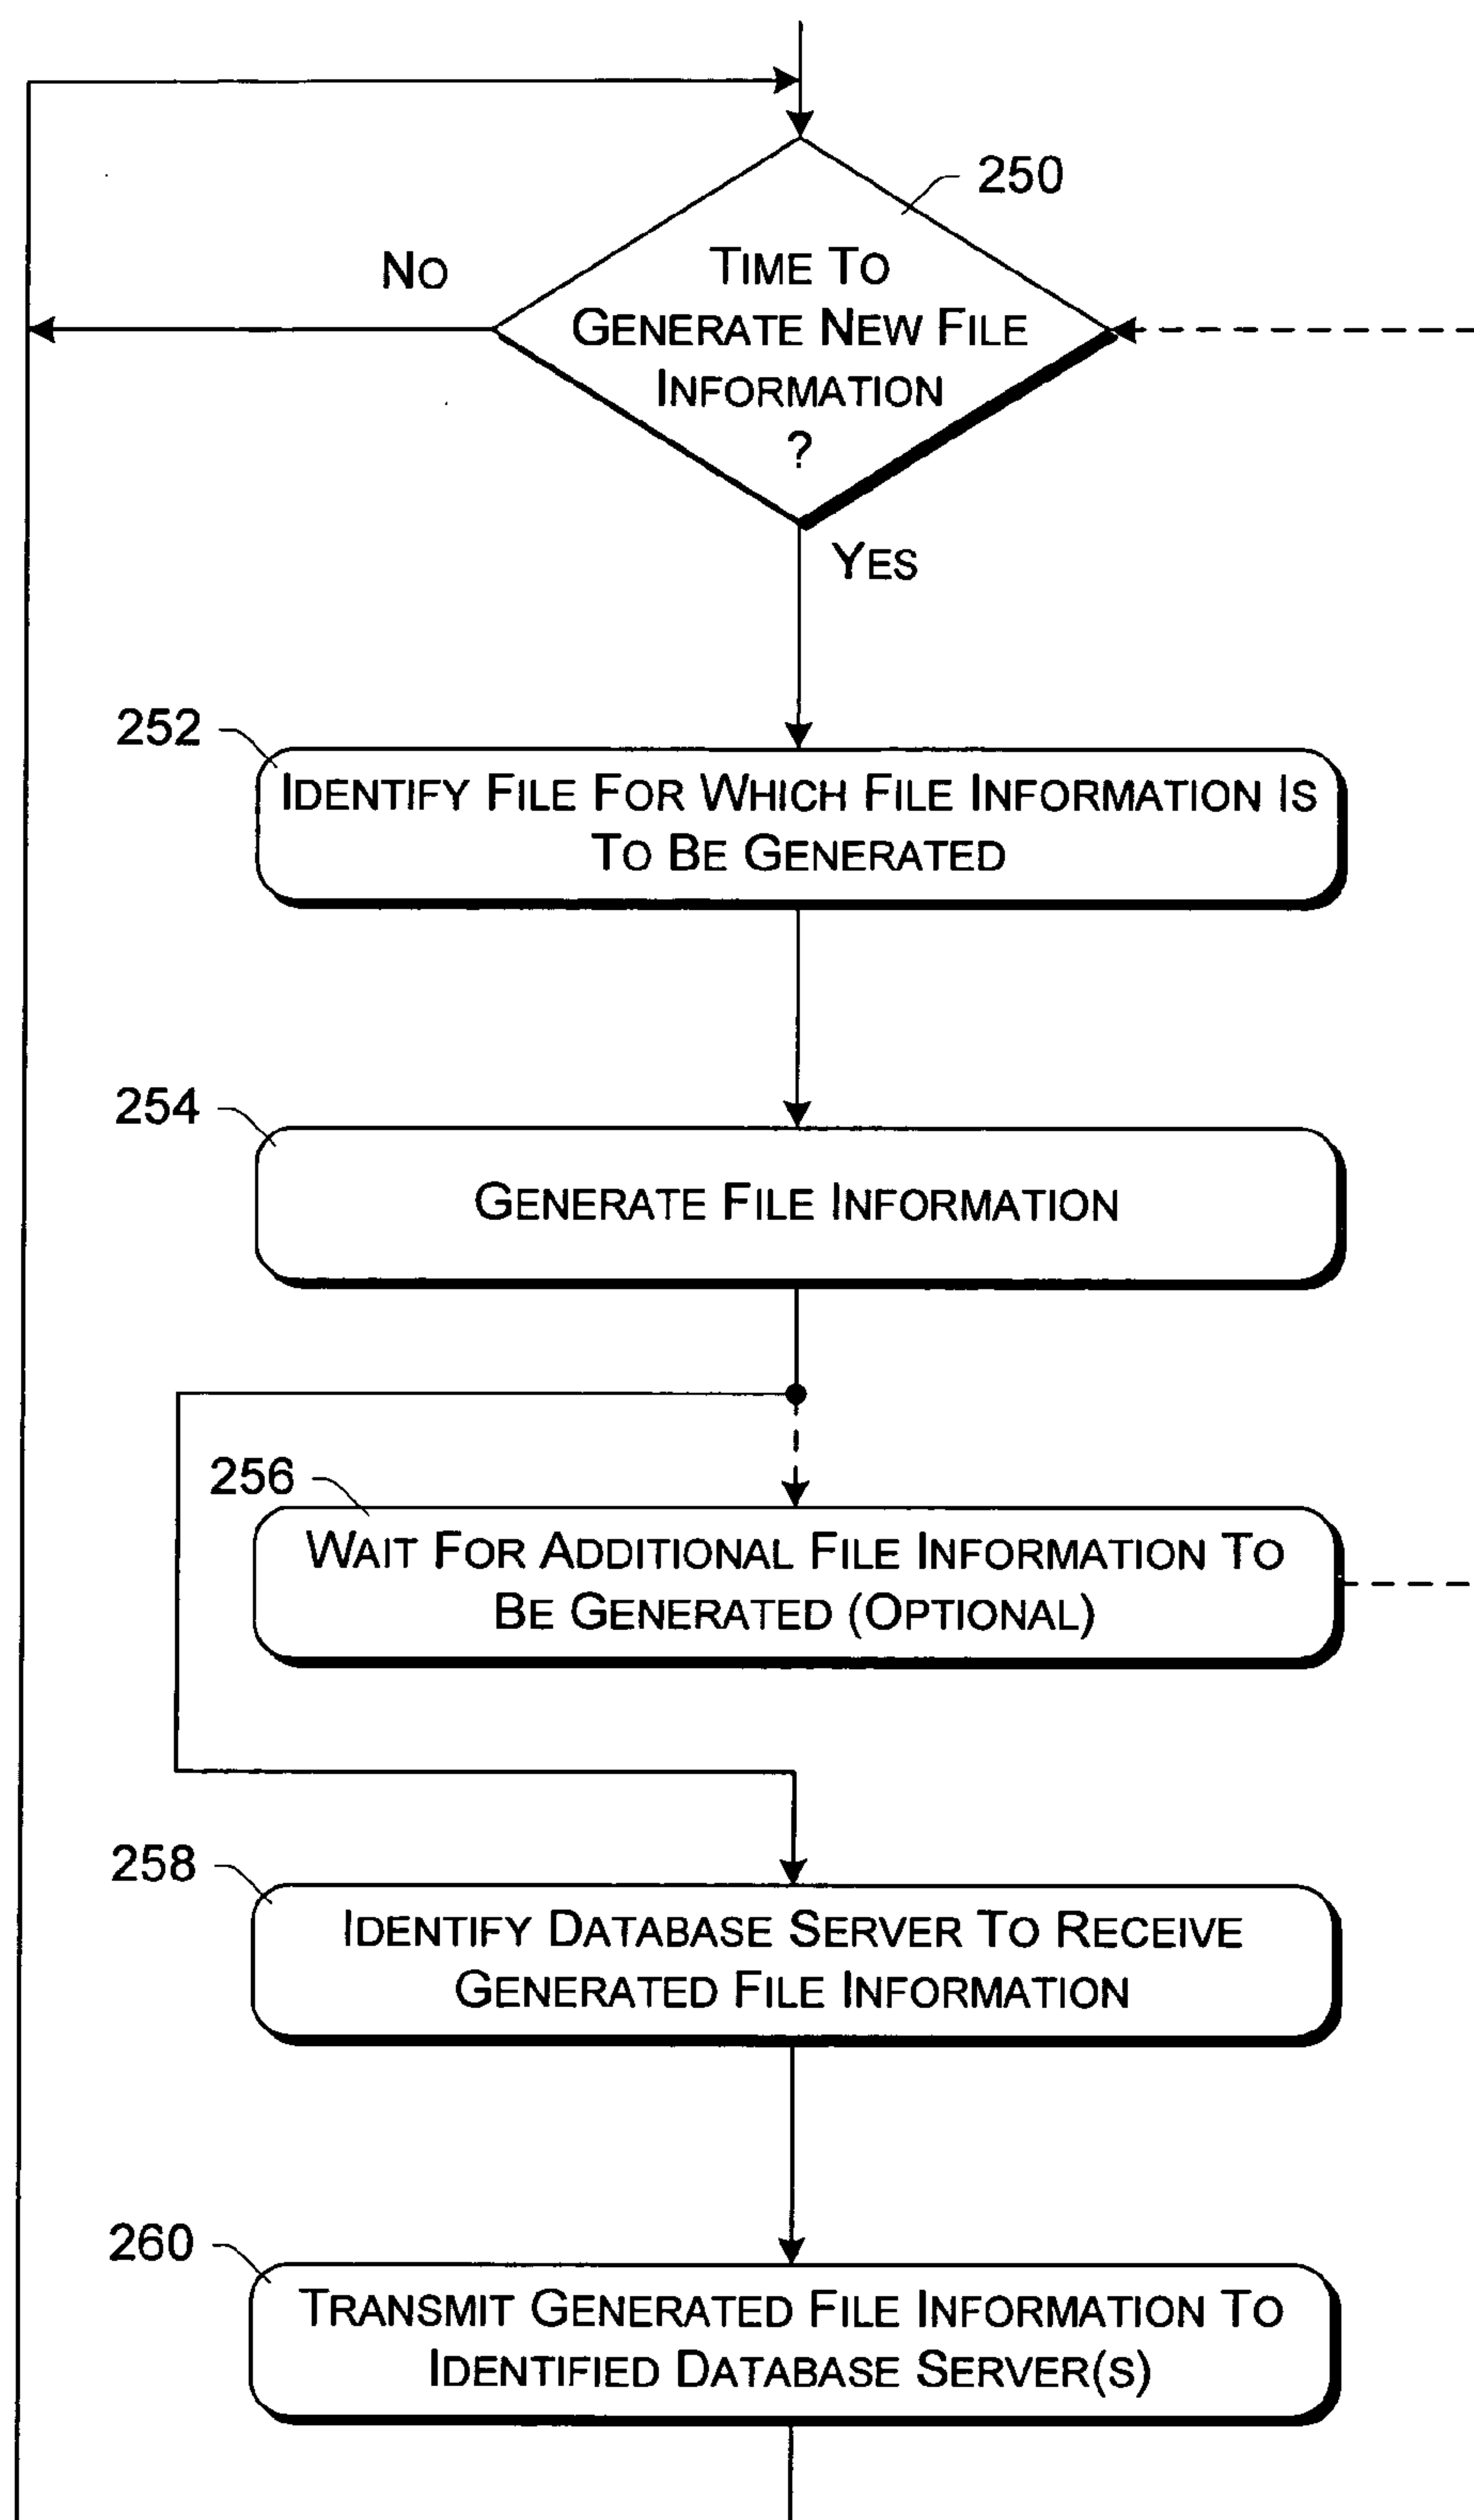 250
No
Time To
Generate New File
Information
?
Yes
252
Identify File For Which File Information Is
To Be Generated
254
Generate File Information
256
Wait For Additional File Information To
Be Generated (Optional)
258
Identify Database Server To Receive
Generated File Information
260
Transmit Generated File Information To
Identified Database Server(s)